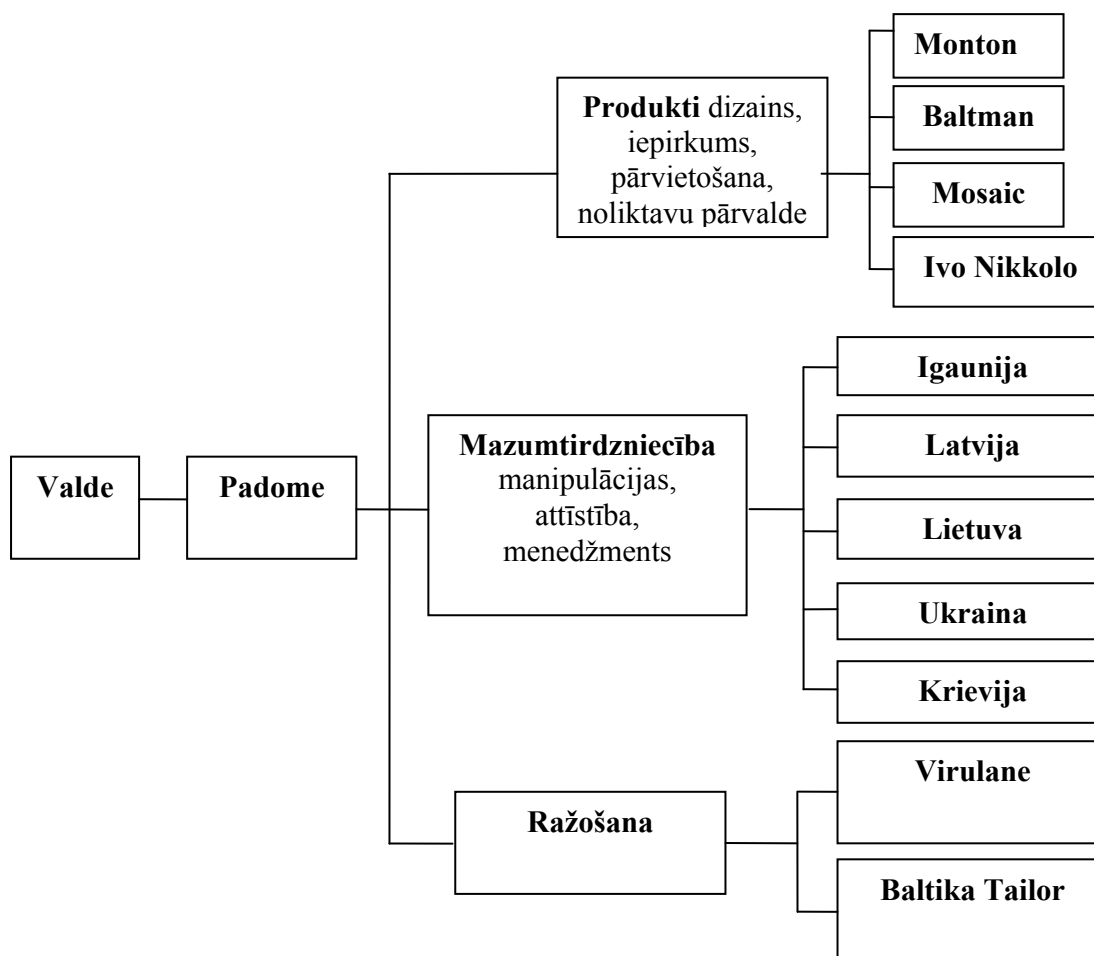 Valde
Padome
Produkti dizains,
iepirkums,
pārvietošana,
noliktavu pārvalde
Monton
Baltman
Mosaic
Ivo Nikkolo
Mazumtirdzniecība
manipulācijas,
attīstība,
menedžments
Igaunija
Latvija
Lietuva
Ukraina
Krievija
Ražošana
Virulane
Baltika Tailor